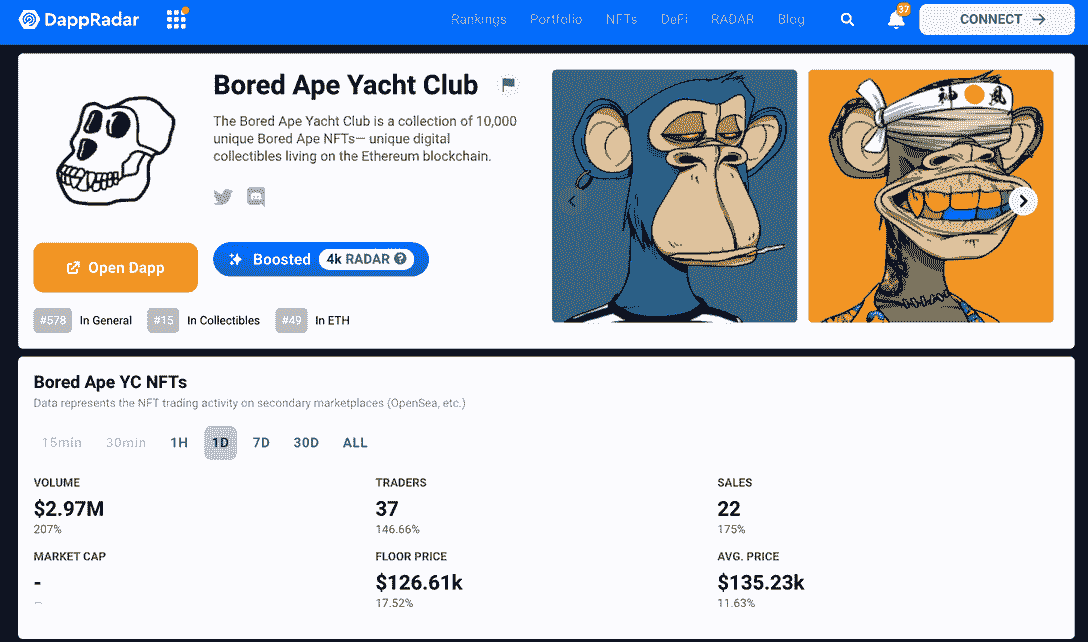 DappRadar
Rankings Portfolio NFTs DeFi RADAR Blog
37
CONNECT →
Bored Ape Yacht Club
The Bored Ape Yacht Club is a collection of 10,000
unique Bored Ape NFTs— unique digital
collectibles living on the Ethereum blockchain.
Open Dapp
Boosted 4k RADAR ?
#578 In General #15 In Collectibles #49 In ETH
神 風
Bored Ape YC NFTs
Data represents the NFT trading activity on secondary marketplaces (OpenSea, etc.)
15min 30min 1H 1D 7D 30D ALL
VOLUME TRADERS SALES
$2.97M 37 22
207% 146.66% 175%
MARKET CAP FLOOR PRICE AVG. PRICE
- $126.61k $135.23k
– 17.52% 11.63%